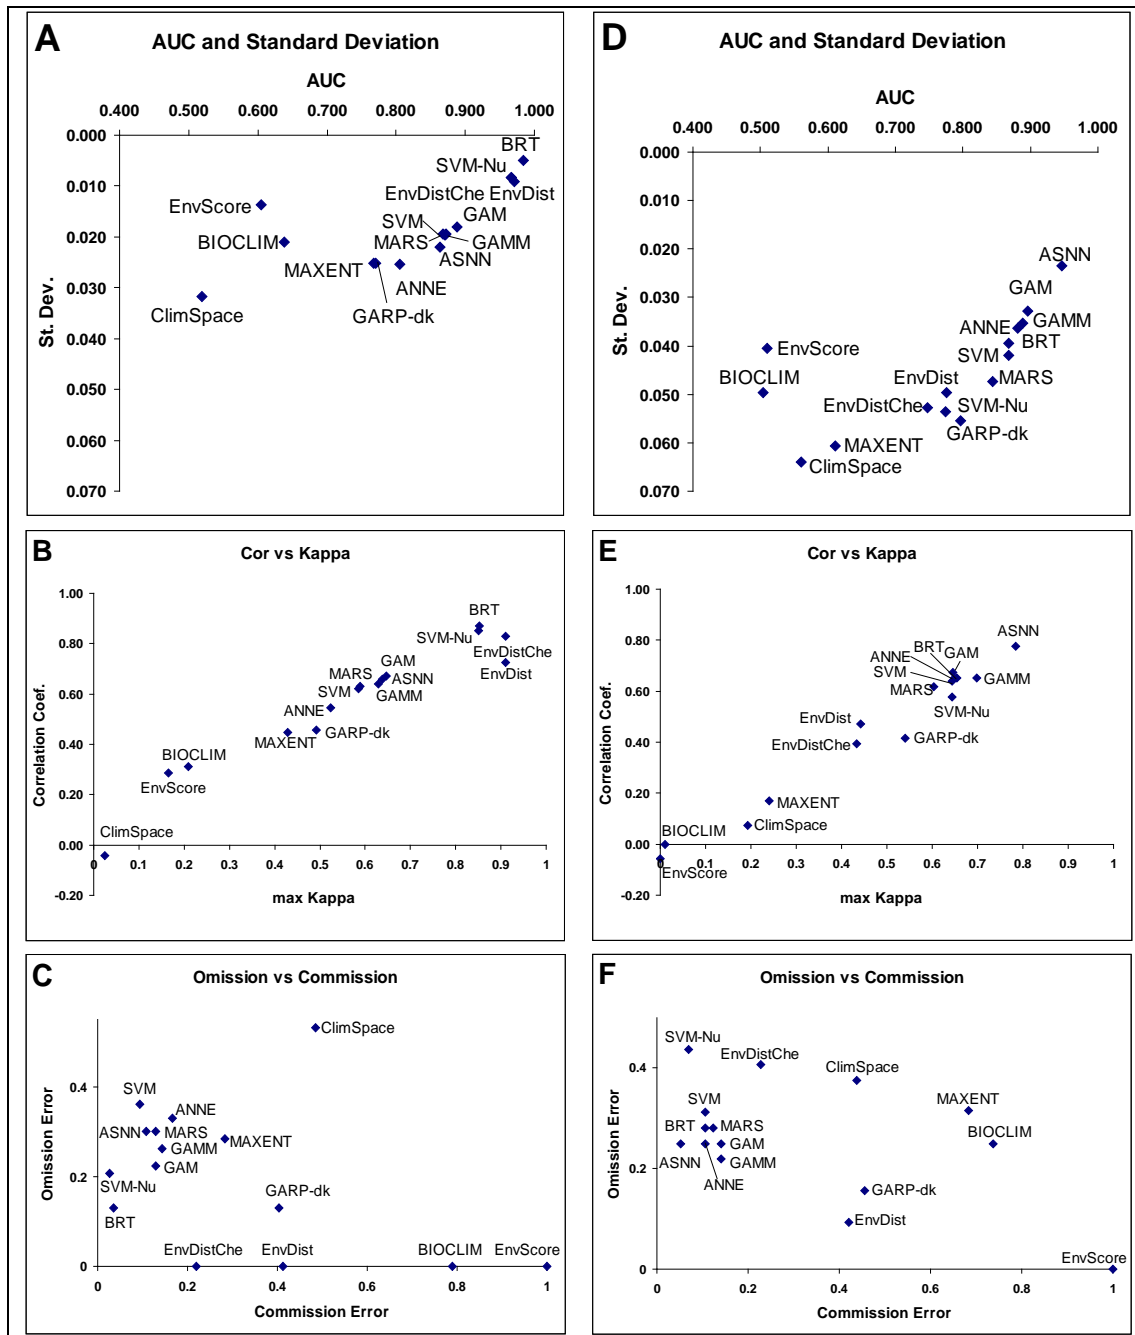 A
AUC and Standard Deviation
AUC
0.400 0.500 0.600 0.700 0.800 0.900 1.000
0.000
0.010
0.020
0.030
0.040
0.050
0.060
0.070
St. Dev.
BRT
SVM-Nu
EnvDistChe EnvDist
EnvScore
GAM
SVM
BIOCLIM
MARS
GAMM
ASNN
MAXENT
ANNE
ClimSpace
GARP-dk
D
AUC and Standard Deviation
AUC
0.400 0.500 0.600 0.700 0.800 0.900 1.000
0.000
0.010
0.020
0.030
0.040
0.050
0.060
0.070
St. Dev.
ASNN
GAM
ANNE
GAMM
BRT
EnvScore
SVM
BIOCLIM
EnvDist
MARS
EnvDistChe
SVM-Nu
GARP-dk
MAXENT
ClimSpace
B
Cor vs Kappa
1.00
0.80
0.60
0.40
0.20
0.00
-0.20
Correlation Coef.
BRT
SVM-Nu
EnvDistChe
EnvDist
GAM
MARS
ASNN
SVM
GAMM
ANNE
GARP-dk
MAXENT
BIOCLIM
EnvScore
ClimSpace
0 0.1 0.2 0.3 0.4 0.5 0.6 0.7 0.8 0.9 1
max Kappa
E
Cor vs Kappa
1.00
0.80
0.60
0.40
0.20
0.00
-0.20
Correlation Coef.
ASNN
BRT
GAM
ANNE
SVM
GAMM
MARS
SVM-Nu
EnvDist
GARP-dk
EnvDistChe
MAXENT
ClimSpace
BIOCLIM
EnvScore
0 0.1 0.2 0.3 0.4 0.5 0.6 0.7 0.8 0.9 1
max Kappa
C
Omission vs Commission
0.4
0.2
0
Omission Error
ClimSpace
SVM
ANNE
ASNN
MARS
MAXENT
GAMM
GAM
SVM-Nu
GARP-dk
BRT
EnvDistChe
EnvDist
BIOCLIM
EnvScore
0 0.2 0.4 0.6 0.8 1
Commission Error
F
Omission vs Commission
0.4
0.2
0
Omission Error
SVM-Nu
EnvDistChe
ClimSpace
SVM
MAXENT
BRT
MARS
BIOCLIM
GAM
ASNN
GAMM
ANNE
GARP-dk
EnvDist
EnvScore
0 0.2 0.4 0.6 0.8 1
Commission Error